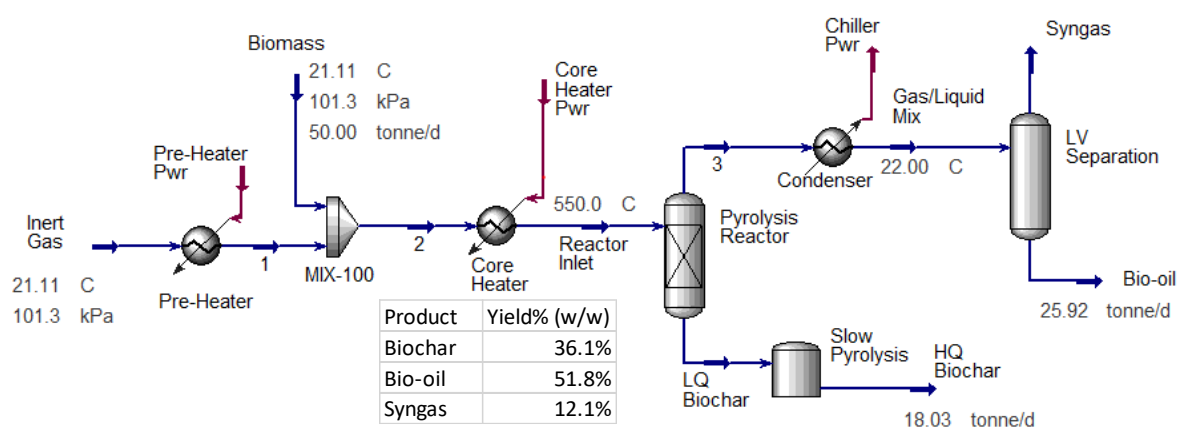 Biomass
21.11 C
101.3 kPa
50.00 tonne/d
Core
Heater
Pwr
Chiller
Pwr
Syngas
Gas/Liquid
Mix
Pre-Heater
Pwr
3
22.00 C
LV
Separation
Condenser
Inert
Gas
550.0 C
Pyrolysis
Reactor
1
2
Reactor
Inlet
MIX-100
Core
Heater
21.11 C
101.3 kPa
Pre-Heater
Bio-oil
25.92 tonne/d
Product Yield% (w/w)
Biochar 36.1%
Bio-oil 51.8%
Syngas 12.1%
Slow
Pyrolysis
LQ
Biochar
HQ
Biochar
18.03 tonne/d